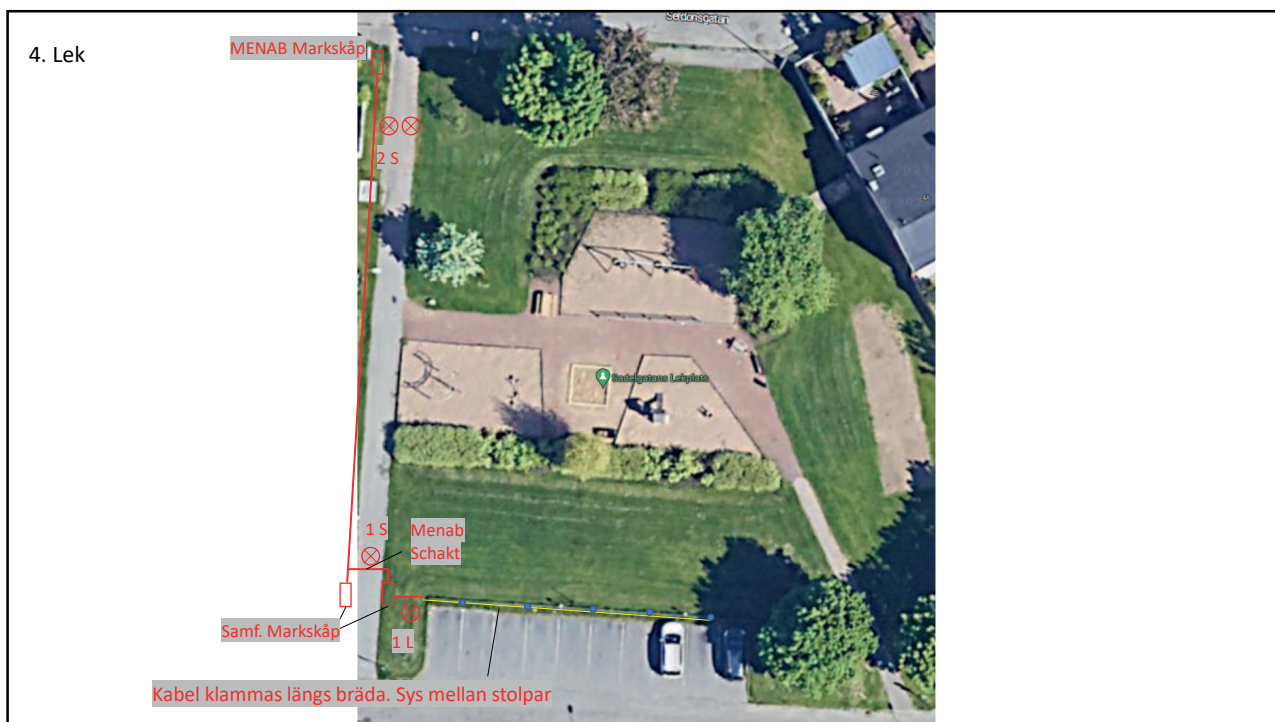 Seldonsgatan
4. Lek
MENAB Markskåp
2 S
Sadelgatans Lekplats
1 S
Menab
Schakt
Samf. Markskåp
1 L
Kabel klammas längs bräda. Sys mellan stolpar